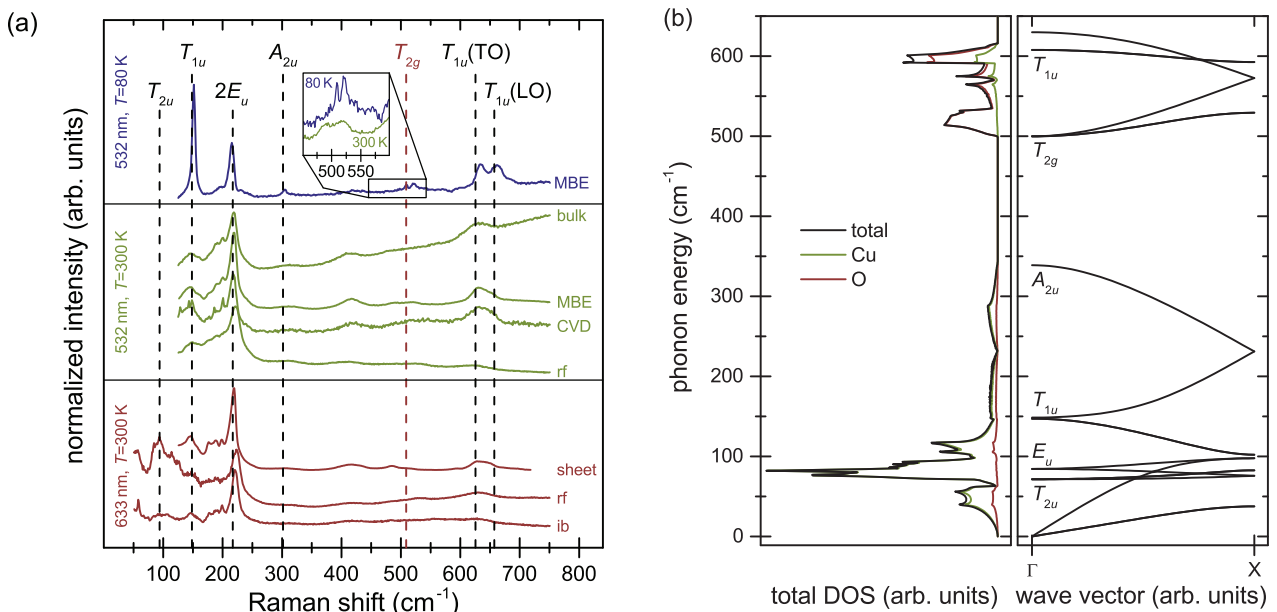 (a)
normalized intensity (arb. units)
532 nm, T=80 K
532 nm, T=300 K
633 nm, T=300 K
T2u
T1u
2Eu
A2u
T2g
T1u(TO)
T1u(LO)
80 K
300 K
500 550
MBE
bulk
MBE
CVD
rf
sheet
rf
ib
100 200 300 400 500 600 700 800
Raman shift (cm-1)
(b)
phonon energy (cm-1)
600
500
400
300
200
100
0
total
Cu
O
T1u
T2g
A2u
T1u
Eu
T2u
Γ X
total DOS (arb. units)
wave vector (arb. units)